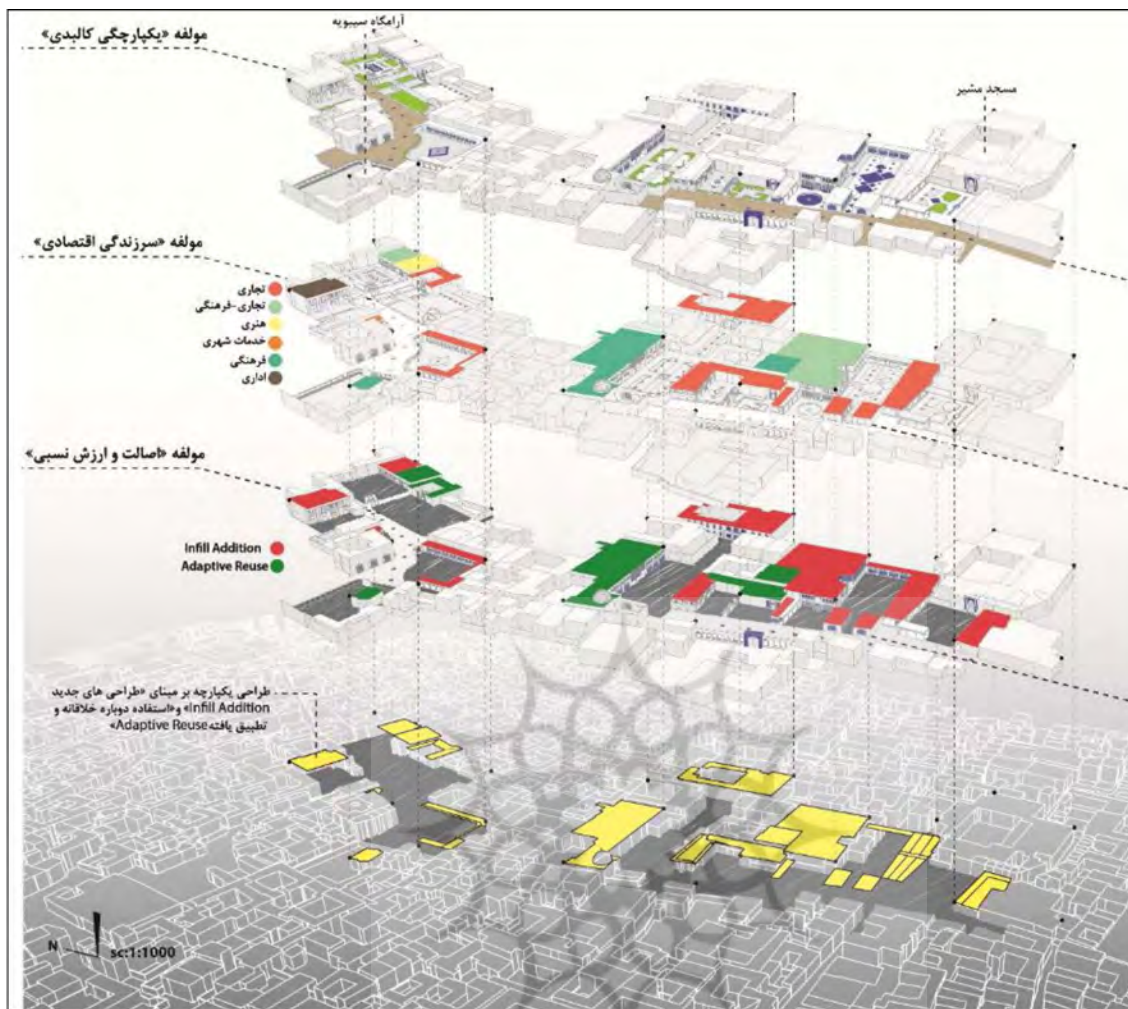 آرامگاه سیبویه
مولفه «یکپارچگی کالبدی»
مسجد مشیر
مولفه «سرزندگی اقتصادی»
تجاری
تجاری-فرهنگی
هنری
خدمات شهری
فرهنگی
اداری
مولفه «اصالت و ارزش نسبی»
Infill Addition
Adaptive Reuse
طراحی یکپارچه بر مبنای «طراحی های جدید
Infill Addition» و«استفاده دوباره خلاقانه و
تطبیق یافته Adaptive Reuse»
N
sc:1:1000